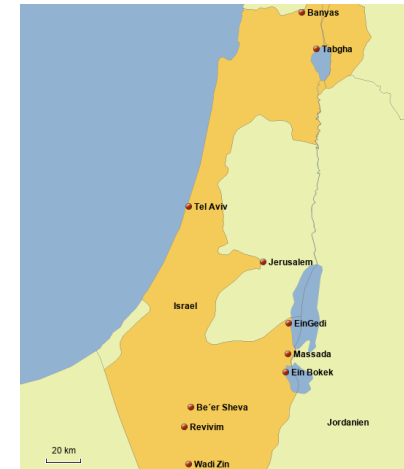 Banyas
Tabgha
Tel Aviv
Jerusalem
Israel
EinGedi
Massada
Ein Bokek
Be´er Sheva
Jordanien
Revivim
20 km
Wadi Zin